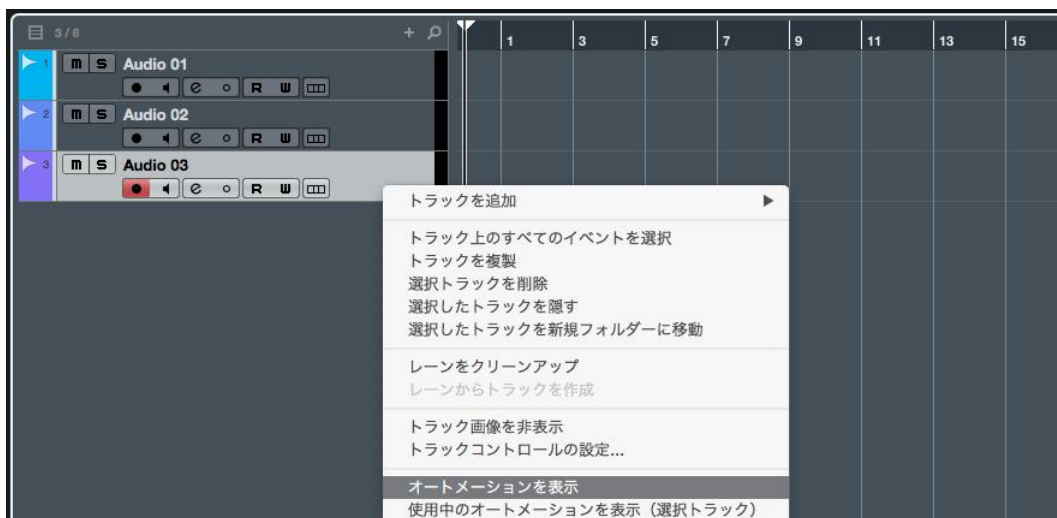 3/6 +
1 3 5 7 9 11 13 15
1 m S Audio 01
e R W
2 m S Audio 02
e R W
3 m S Audio 03
e R W
トラックを追加
トラック上のすべてのイベントを選択
トラックを複製
選択トラックを削除
選択したトラックを隠す
選択したトラックを新規フォルダーに移動
レーンをクリーンアップ
レーンからトラックを作成
トラック画像を非表示
トラックコントロールの設定...
オートメーションを表示
使用中のオートメーションを表示（選択トラック）